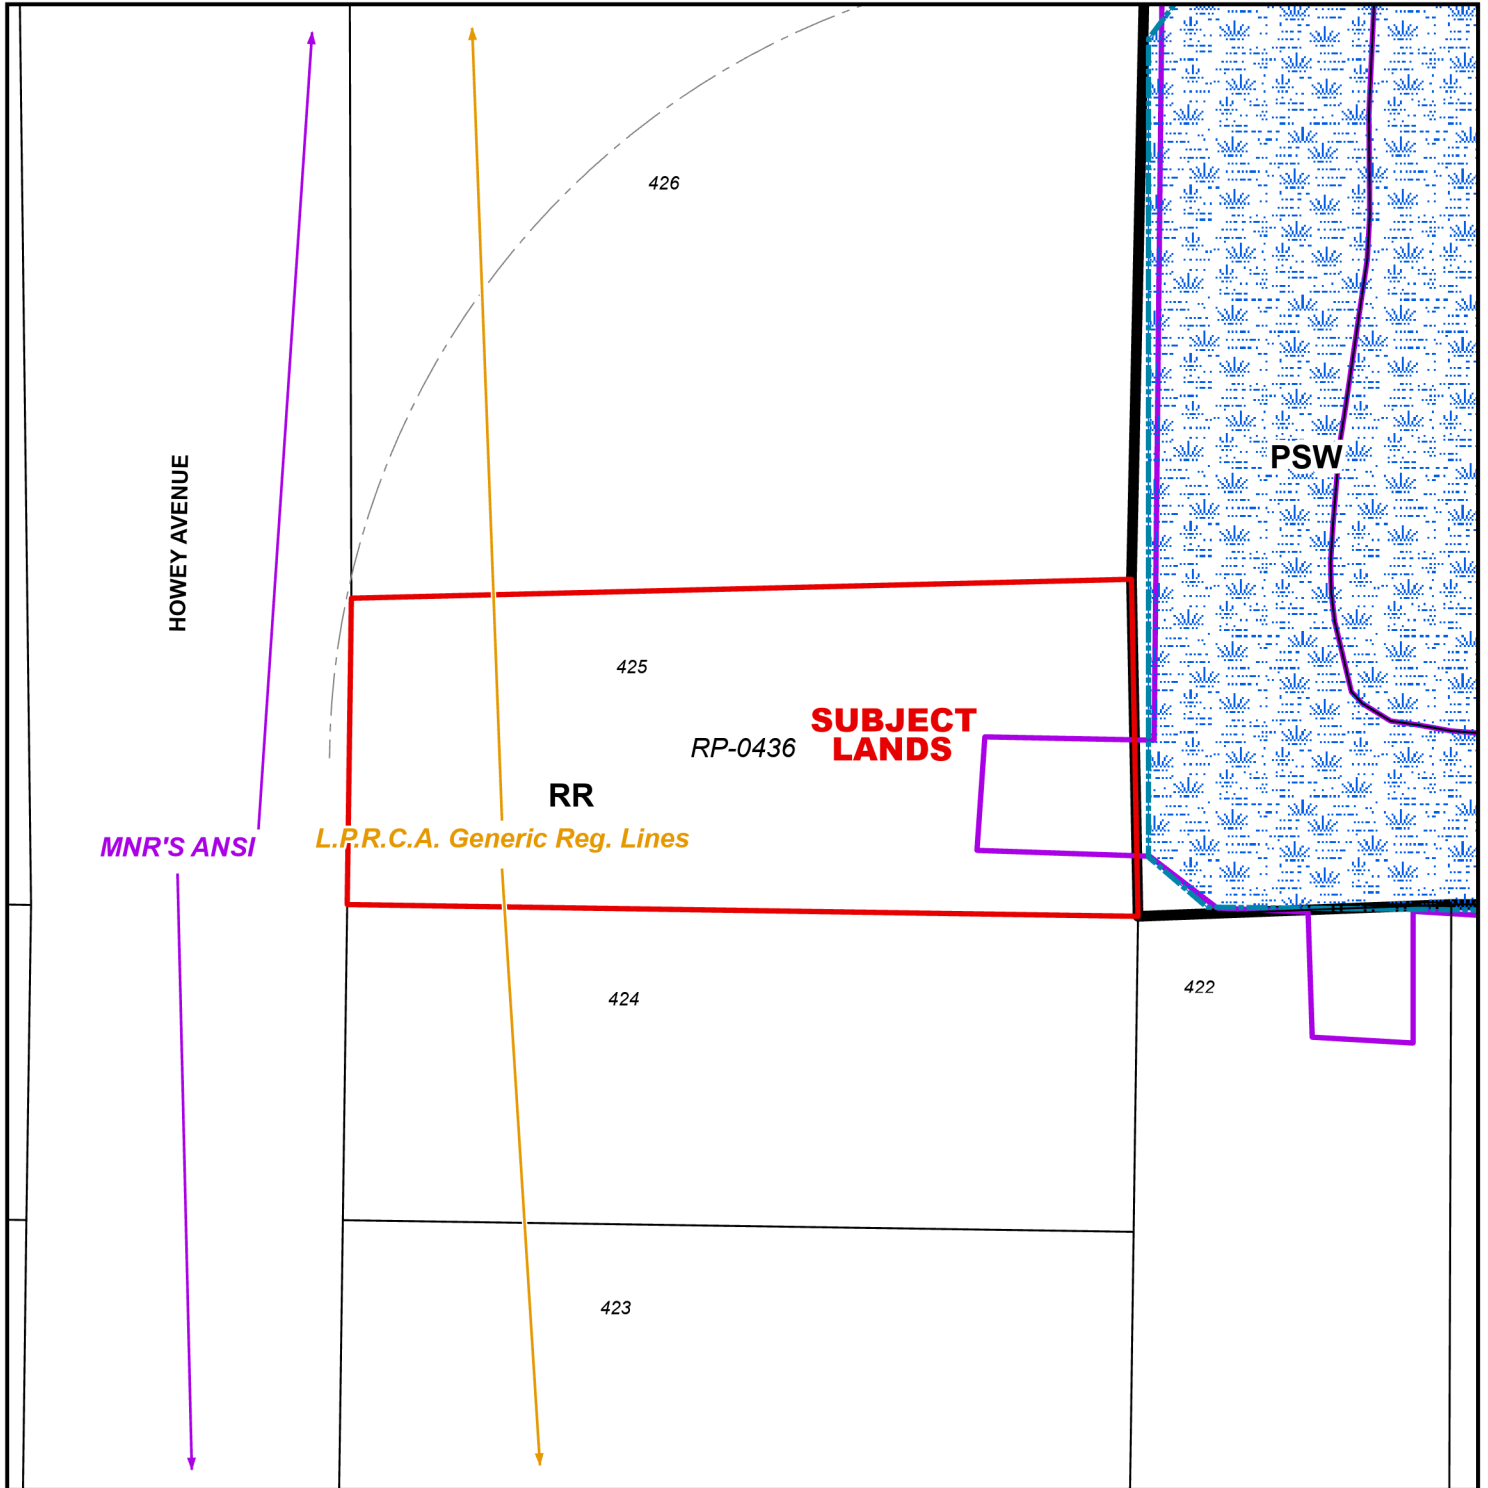 426
PSW
HOWEY AVENUE
425
SUBJECT
LANDS
RP-0436
RR
L.P.R.C.A. Generic Reg. Lines
MNR'S ANSI
422
424
423